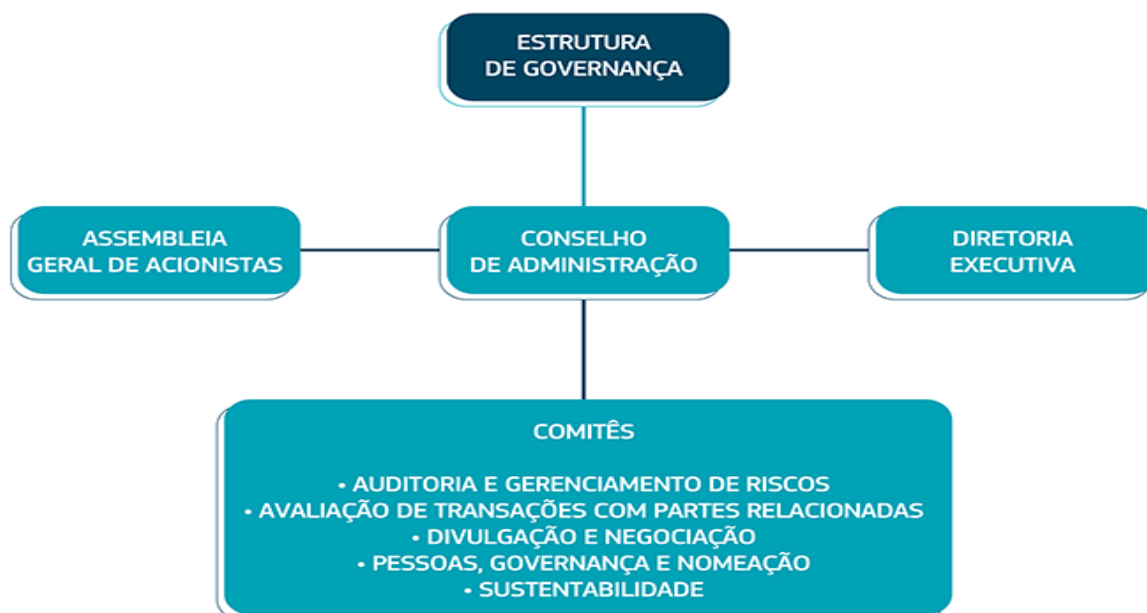 ESTRUTURA
DE GOVERNANÇA
ASSEMBLEIA
GERAL DE ACIONISTAS
CONSELHO
DE ADMINISTRAÇÃO
DIRETORIA
EXECUTIVA
COMITÊS
• AUDITORIA E GERENCIAMENTO DE RISCOS
• AVALIAÇÃO DE TRANSAÇÕES COM PARTES RELACIONADAS
• DIVULGAÇÃO E NEGOCIAÇÃO
• PESSOAS, GOVERNANÇA E NOMEAÇÃO
• SUSTENTABILIDADE